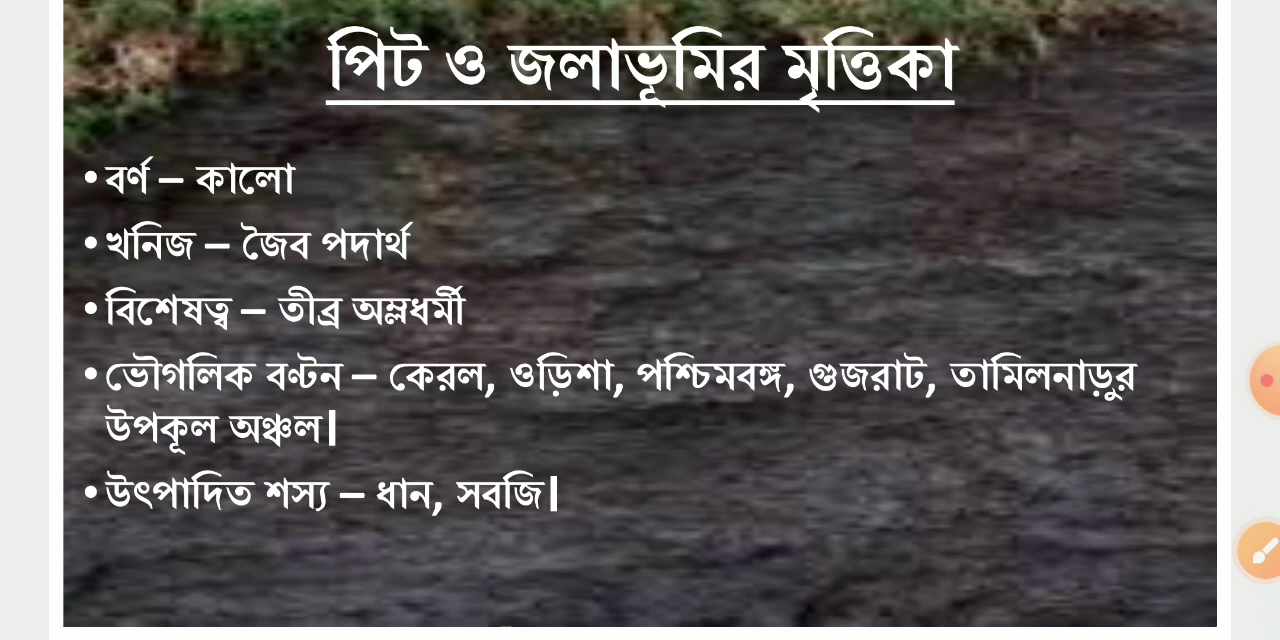 পিট ও জলাভূমির মৃত্তিকা
• বর্ণ – কালো
• খনিজ – জৈব পদার্থ
• বিশেষত্ব – তীব্র অম্লধর্মী
• ভৌগলিক বণ্টন – কেরল, ওড়িশা, পশ্চিমবঙ্গ, গুজরাট, তামিলনাড়ুর
উপকূল অঞ্চল।
• উৎপাদিত শস্য – ধান, সবজি।